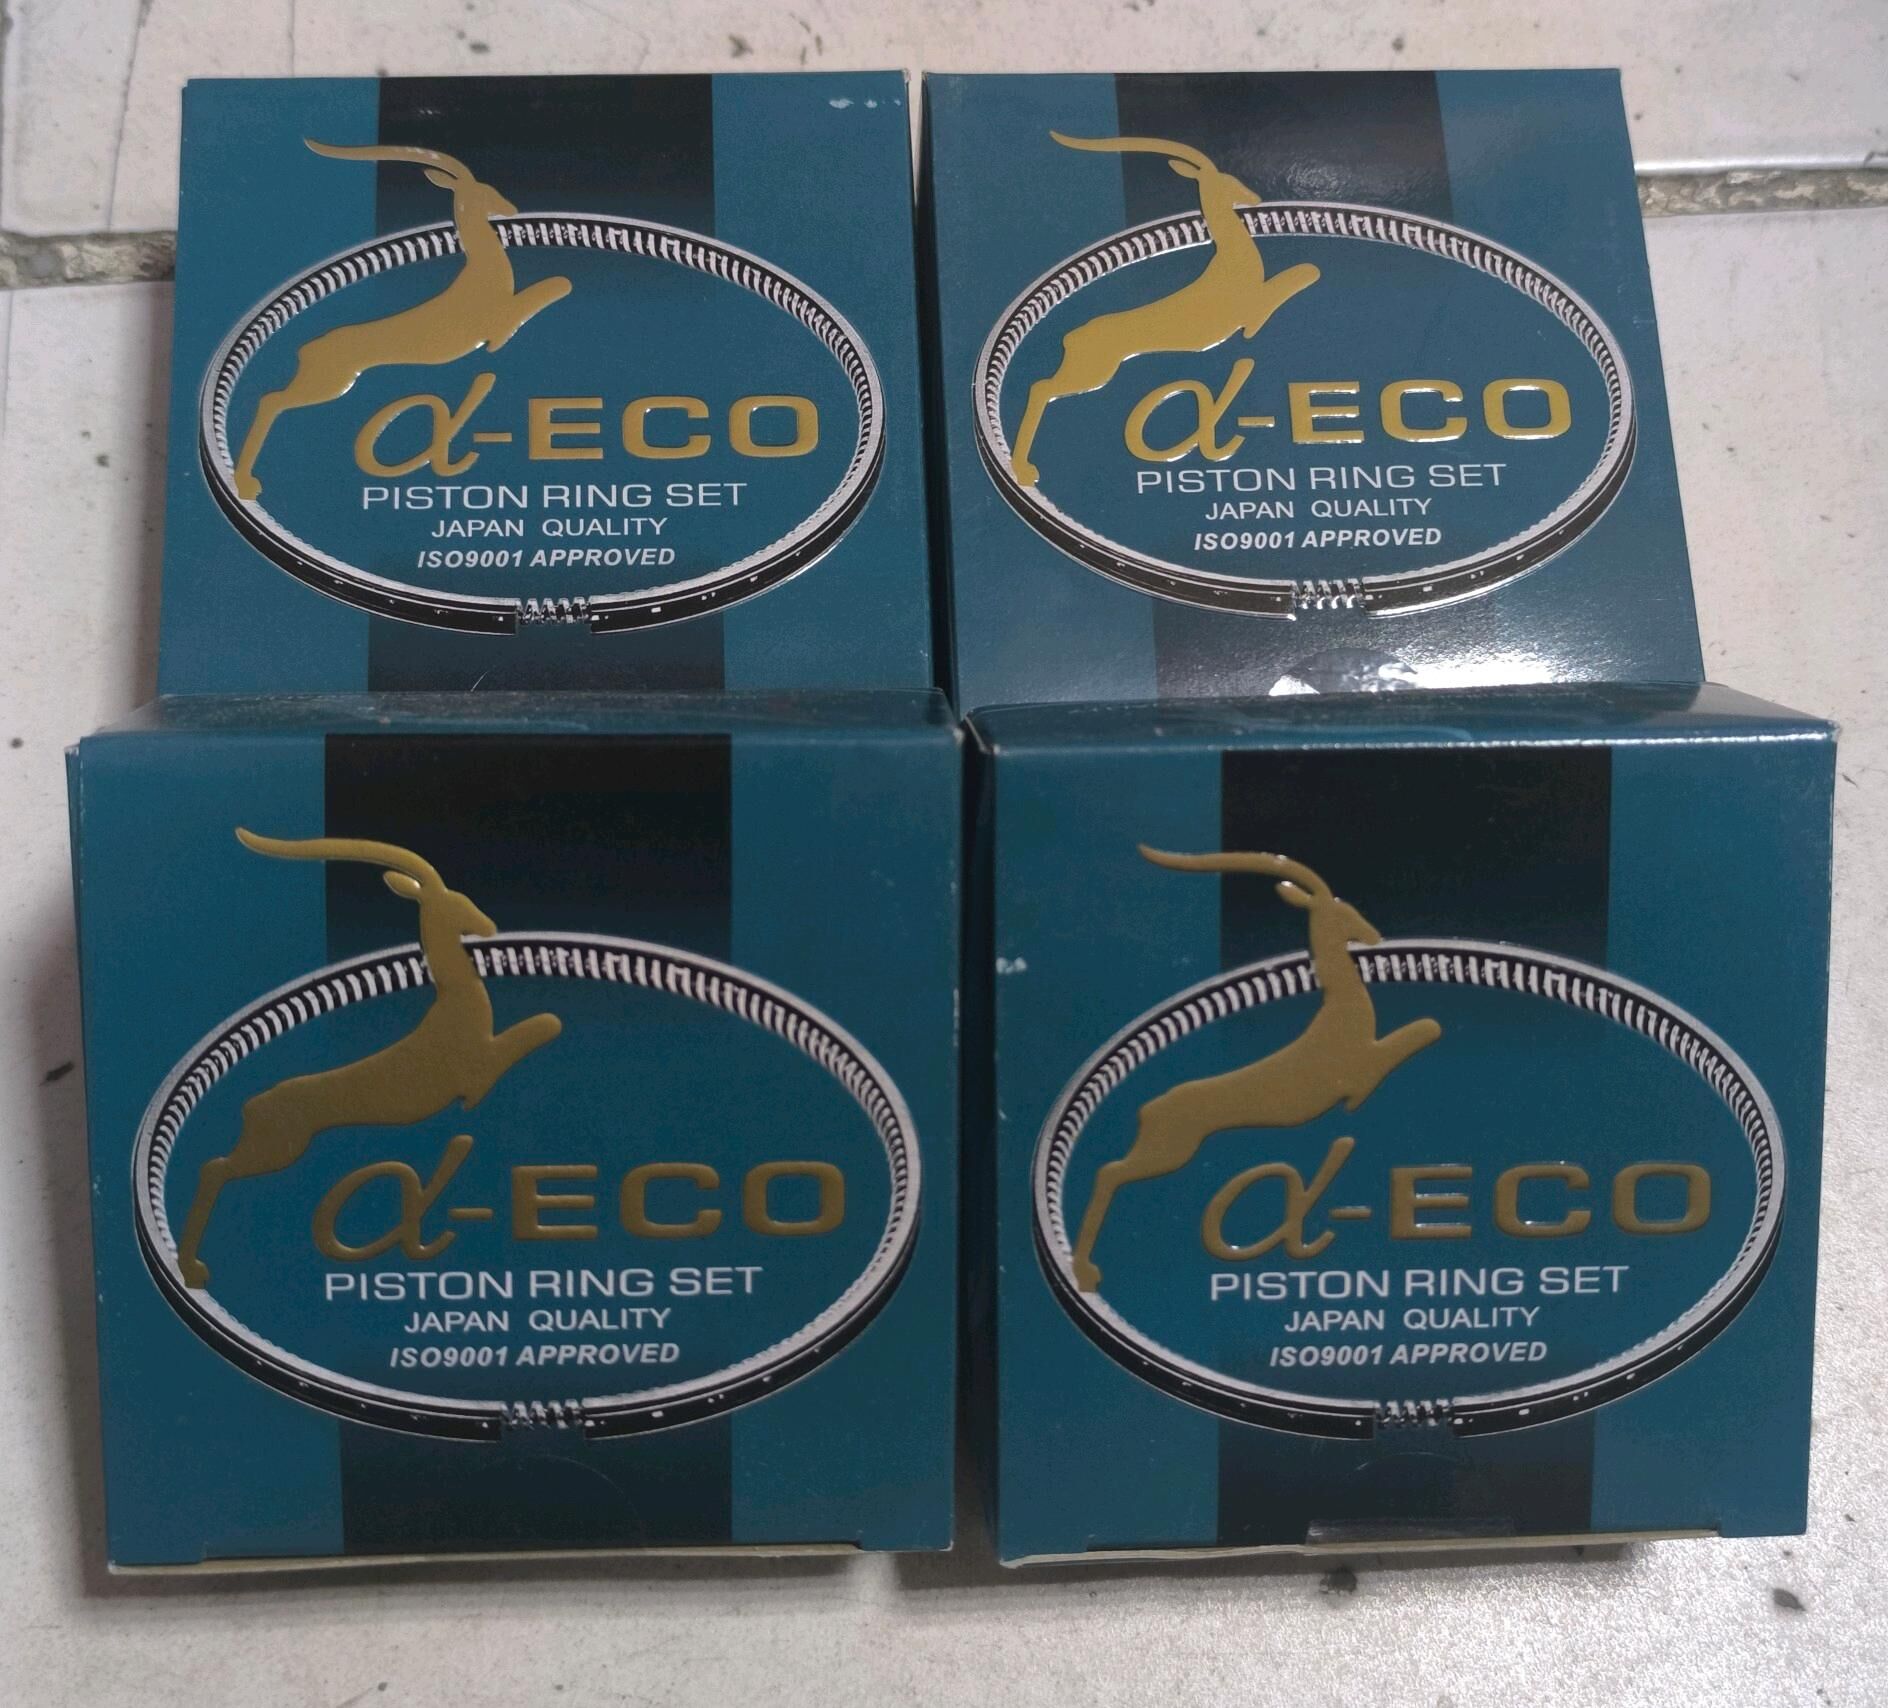 α-ECO
PISTON RING SET
JAPAN QUALITY
ISO9001 APPROVED
α-ECO
PISTON RING SET
JAPAN QUALITY
ISO9001 APPROVED
α-ECO
PISTON RING SET
JAPAN QUALITY
ISO9001 APPROVED
α-ECO
PISTON RING SET
JAPAN QUALITY
ISO9001 APPROVED